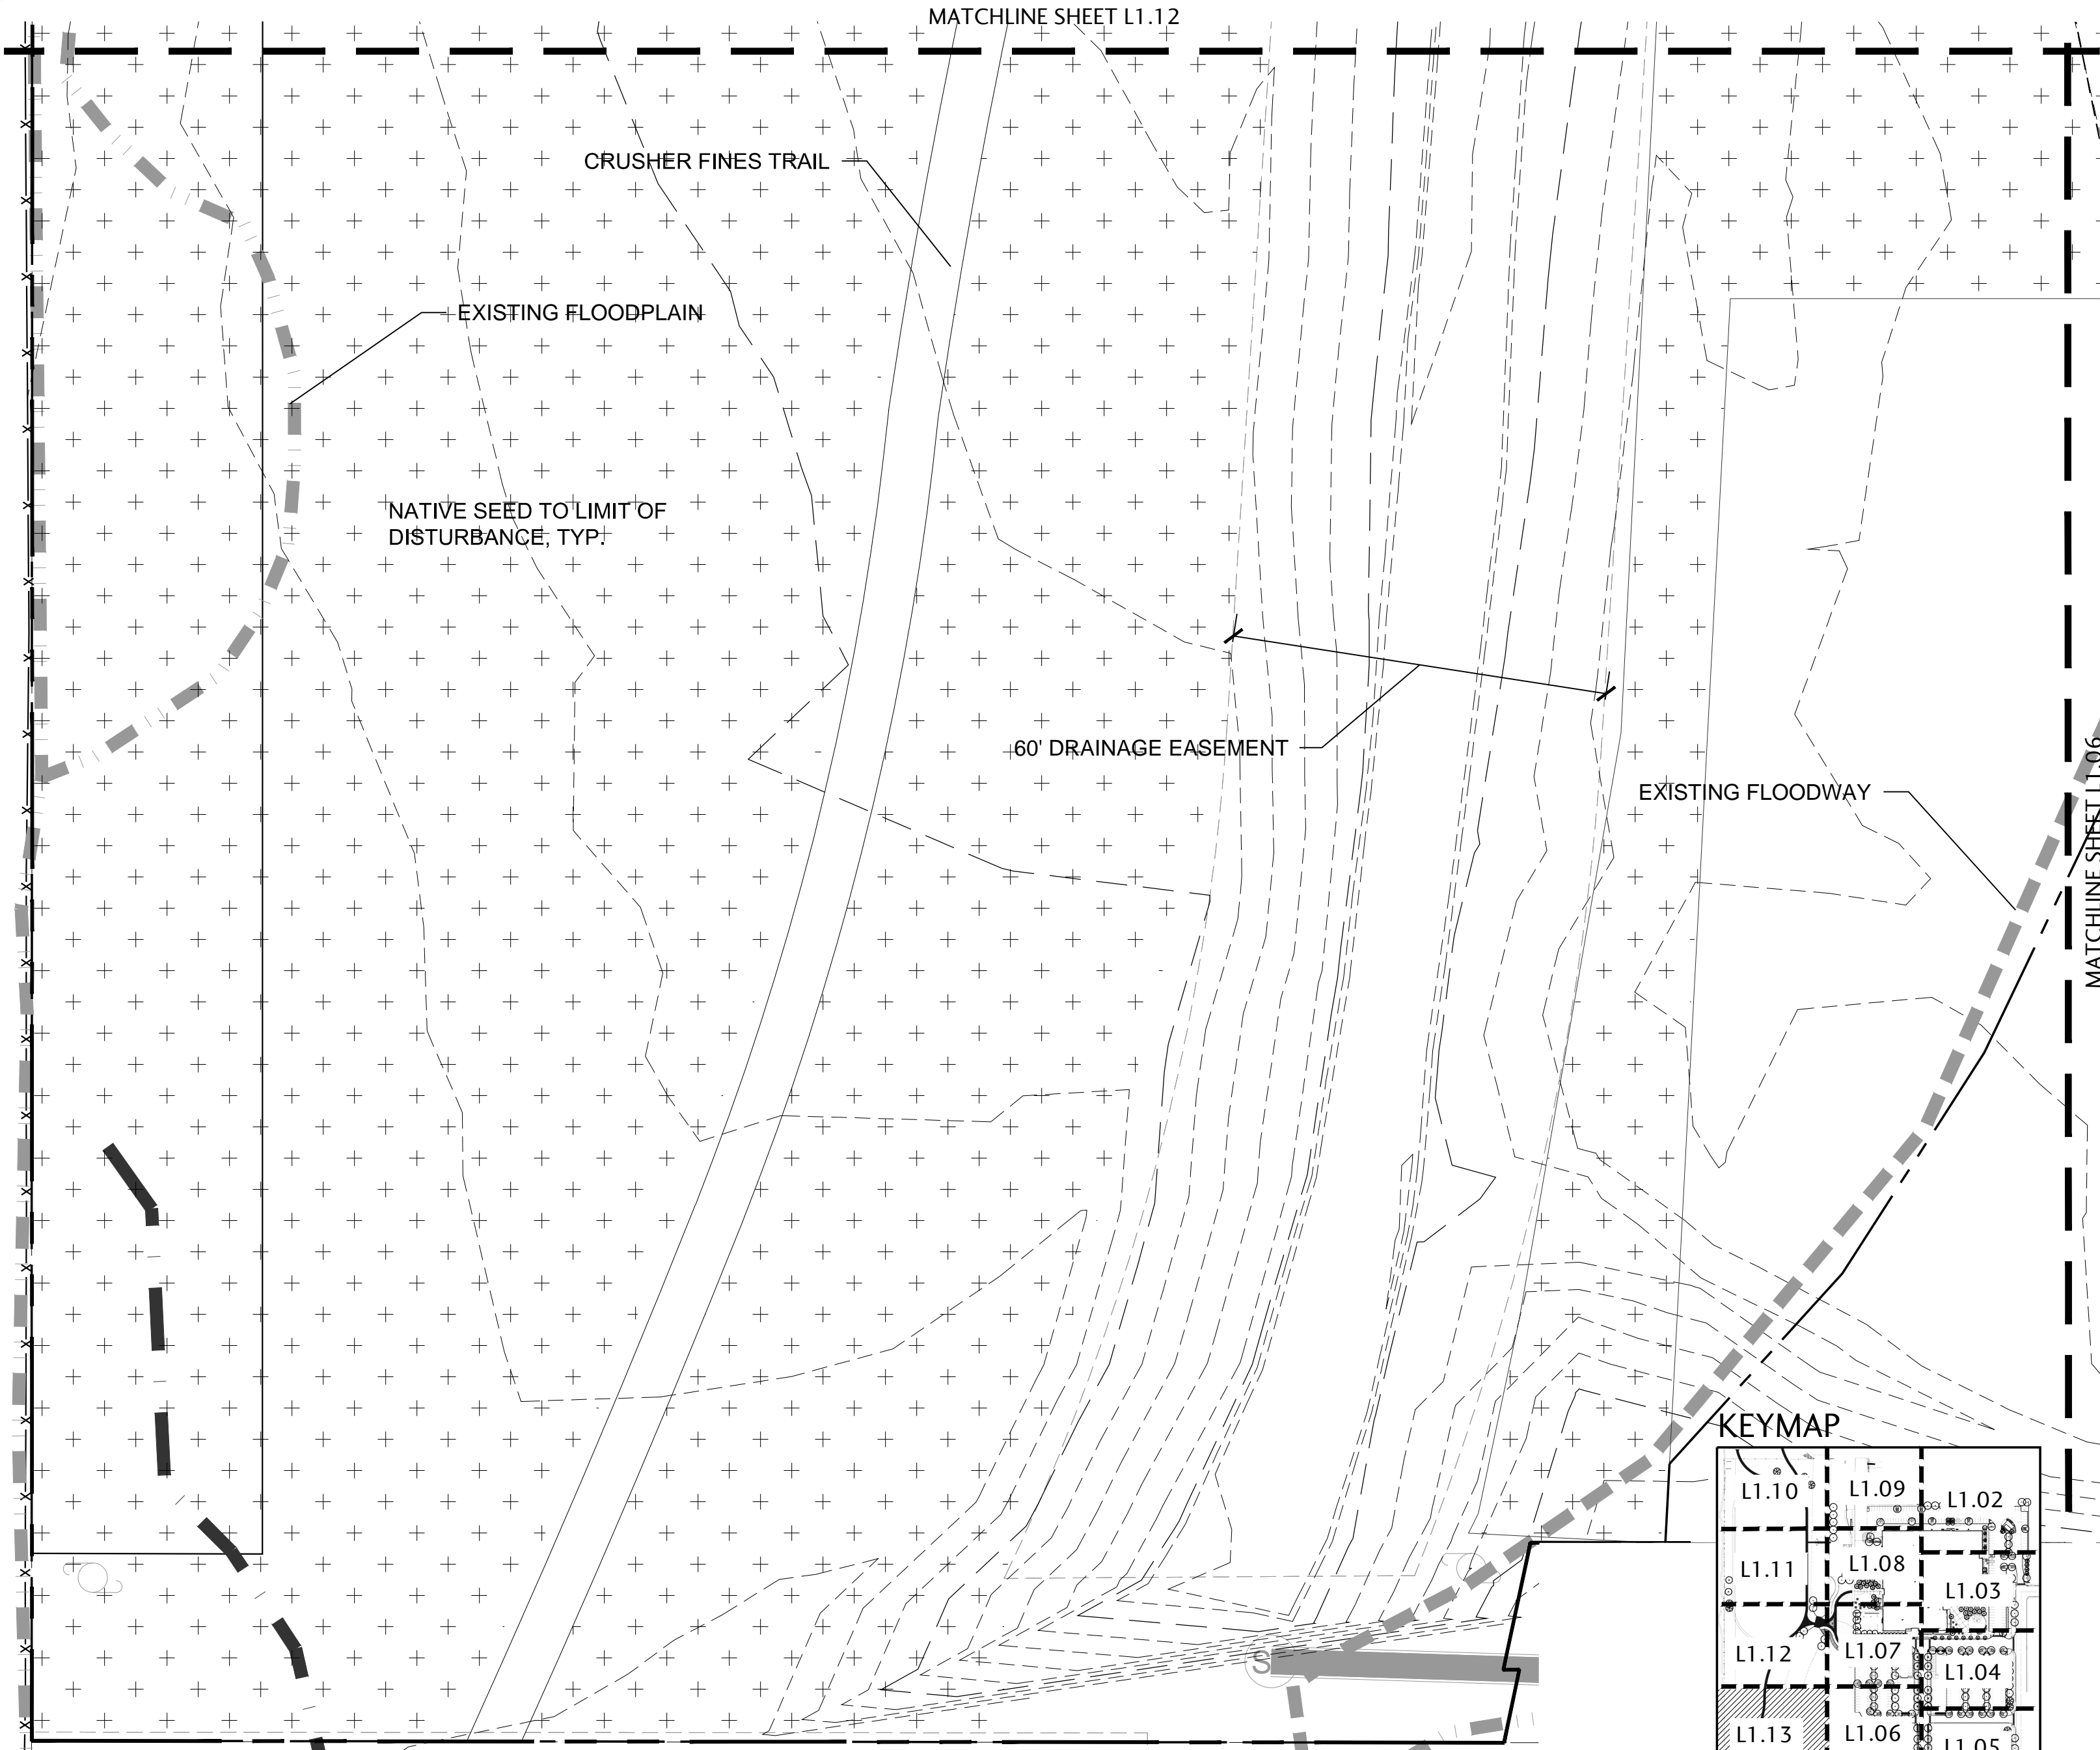 MATCHLINE SHEET L1.12
CRUSHER FINES TRAIL
EXISTING FLOODPLAIN
NATIVE SEED TO LIMIT OF
DISTURBANCE, TYP.
60' DRAINAGE EASEMENT
EXISTING FLOODWAY
MATCHLINE SHEET L1.06
KEYMAP
L1.10
L1.09
L1.02
L1.11
L1.08
L1.03
L1.12
L1.07
L1.04
L1.13
L1.06
L1.05
S